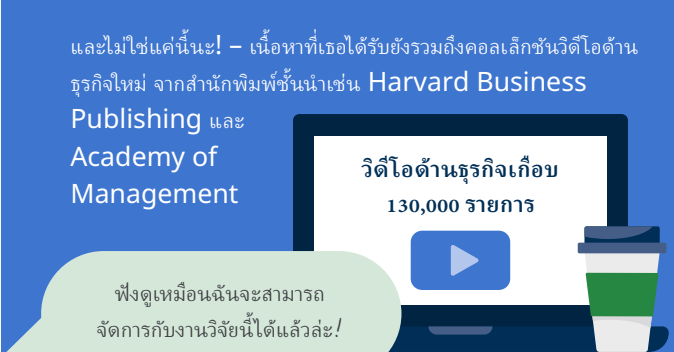 และไม่ใช่แค่นี้นะ! – เนื้อหาที่เธอได้รับยังรวมถึงคอลเล็กชันวิดีโอด้าน
ธุรกิจใหม่ จากสำนักพิมพ์ชั้นนำเช่น Harvard Business
Publishing และ
Academy of
Management
วิดีโอด้านธุรกิจเกือบ
130,000 รายการ
ฟังดูเหมือนฉันจะสามารถ
จัดการกับงานวิจัยนี้ได้แล้วล่ะ!